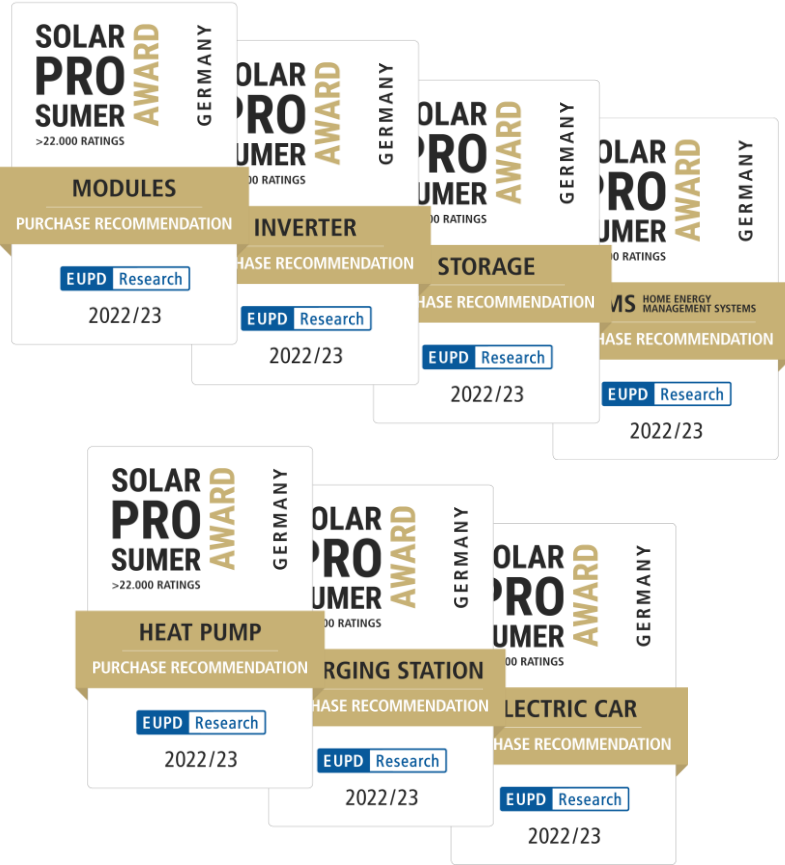 SOLAR
PRO
SUMER
AWARD
GERMANY
>22.000 RATINGS
MODULES
PURCHASE RECOMMENDATION
EUPD Research
2022/23
OLAR
PRO
UMER
AWARD
GERMANY
00 RATINGS
INVERTER
HASE RECOMMENDATION
EUPD Research
2022/23
OLAR
PRO
UMER
AWARD
GERMANY
00 RATINGS
STORAGE
HASE RECOMMENDATION
EUPD Research
2022/23
OLAR
PRO
UMER
AWARD
GERMANY
00 RATINGS
MS HOME ENERGY
MANAGEMENT SYSTEMS
HASE RECOMMENDATION
EUPD Research
2022/23
SOLAR
PRO
SUMER
AWARD
GERMANY
>22.000 RATINGS
HEAT PUMP
PURCHASE RECOMMENDATION
EUPD Research
2022/23
OLAR
PRO
UMER
AWARD
GERMANY
00 RATINGS
RGING STATION
HASE RECOMMENDATION
EUPD Research
2022/23
OLAR
PRO
UMER
AWARD
GERMANY
00 RATINGS
LECTRIC CAR
HASE RECOMMENDATION
EUPD Research
2022/23